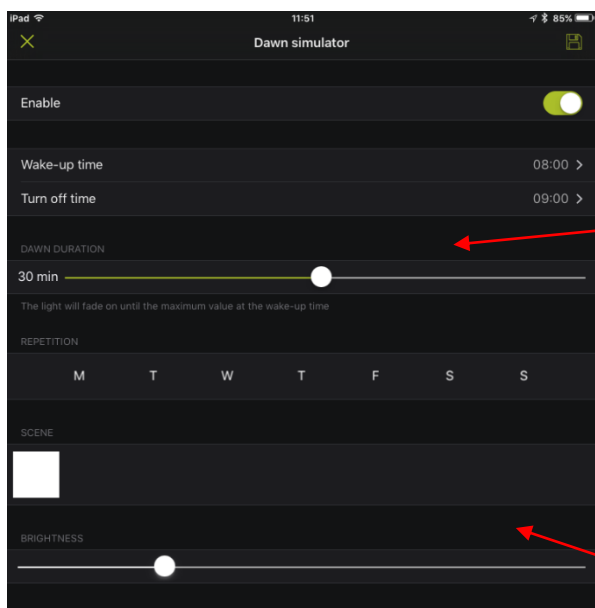 iPad 11:51 85%
Dawn simulator
Enable
Wake-up time 08:00
Turn off time 09:00
DAWN DURATION
30 min
The light will fade on until the maximum value at the wake-up time
REPETITION
M T W T F S S
SCENE
BRIGHTNESS